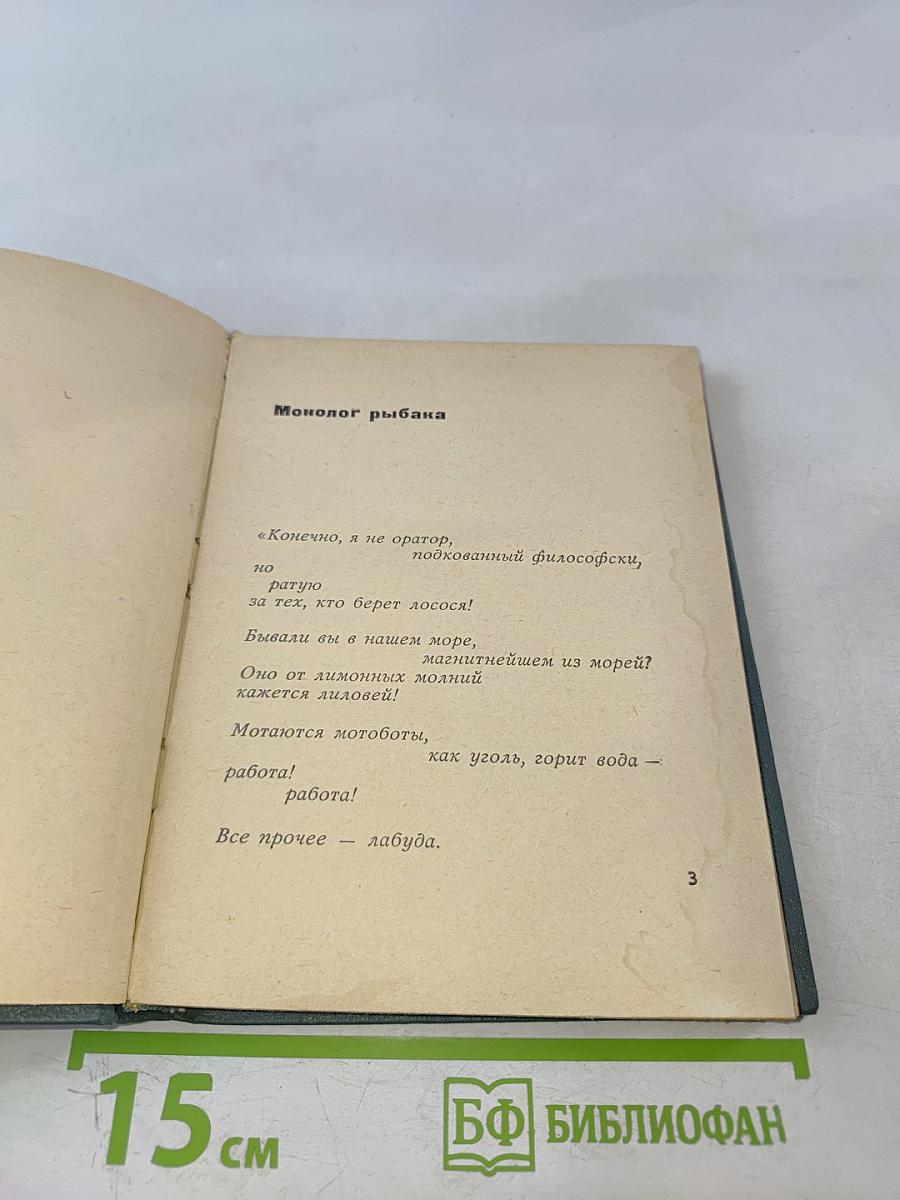 Монолог рыбака
«Конечно, я не оратор,
подкованный философски,
но
ратую
за тех, кто берет лосося!
Бывали вы в нашем море,
магнитнейшем из морей?
Оно от лимонных молний
кажется лиловей!
Мотаются мотоботы,
как уголь, горит вода —
работа!
работа!
Все прочее — лабуда.
3
15 см
БФ БИБЛИОФАН